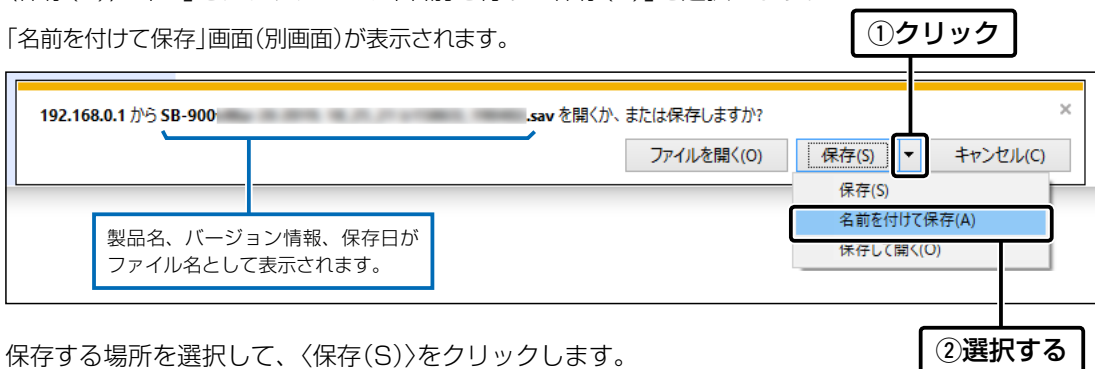 「名前を付けて保存」画面(別画面)が表示されます。
①クリック
192.168.0.1 から SB-900 .sav を開くか、または保存しますか?
×
ファイルを開く(O)
保存(S)
▼
キャンセル(C)
保存(S)
名前を付けて保存(A)
保存して開く(O)
製品名、バージョン情報、保存日が
ファイル名として表示されます。
②選択する
保存する場所を選択して、〈保存(S)〉をクリックします。